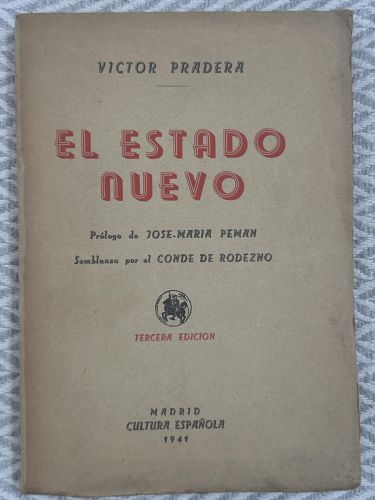 VICTOR PRADERA
EL ESTADO
NUEVO
Prólogo de JOSE-MARIA PEMAN
Semblanza por el CONDE DE RODEZNO
TERCERA EDICION
MADRID
CULTURA ESPAÑOLA
1941